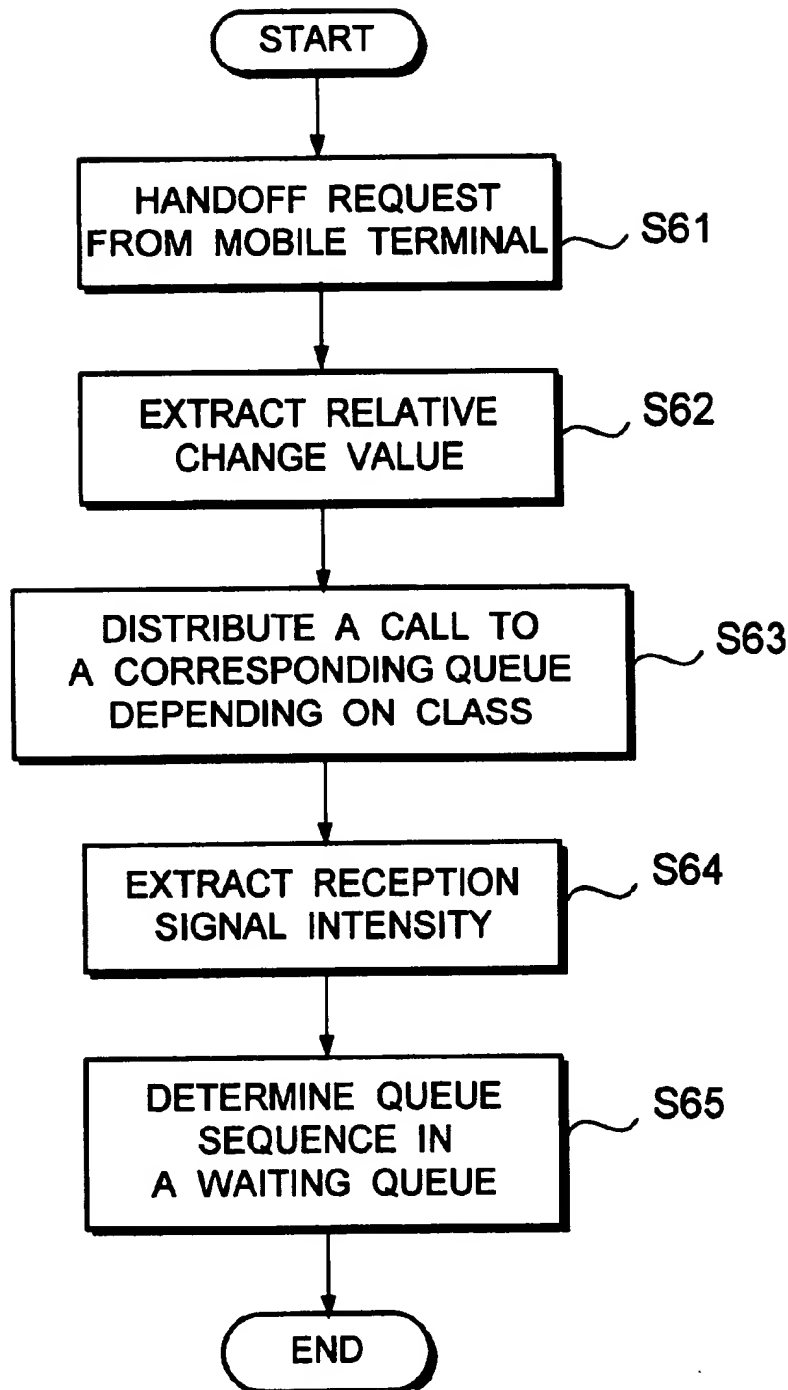 START
HANDOFF REQUEST
FROM MOBILE TERMINAL
S61
EXTRACT RELATIVE
CHANGE VALUE
S62
DISTRIBUTE A CALL TO
A CORRESPONDING QUEUE
DEPENDING ON CLASS
S63
EXTRACT RECEPTION
SIGNAL INTENSITY
S64
DETERMINE QUEUE
SEQUENCE IN
A WAITING QUEUE
S65
END